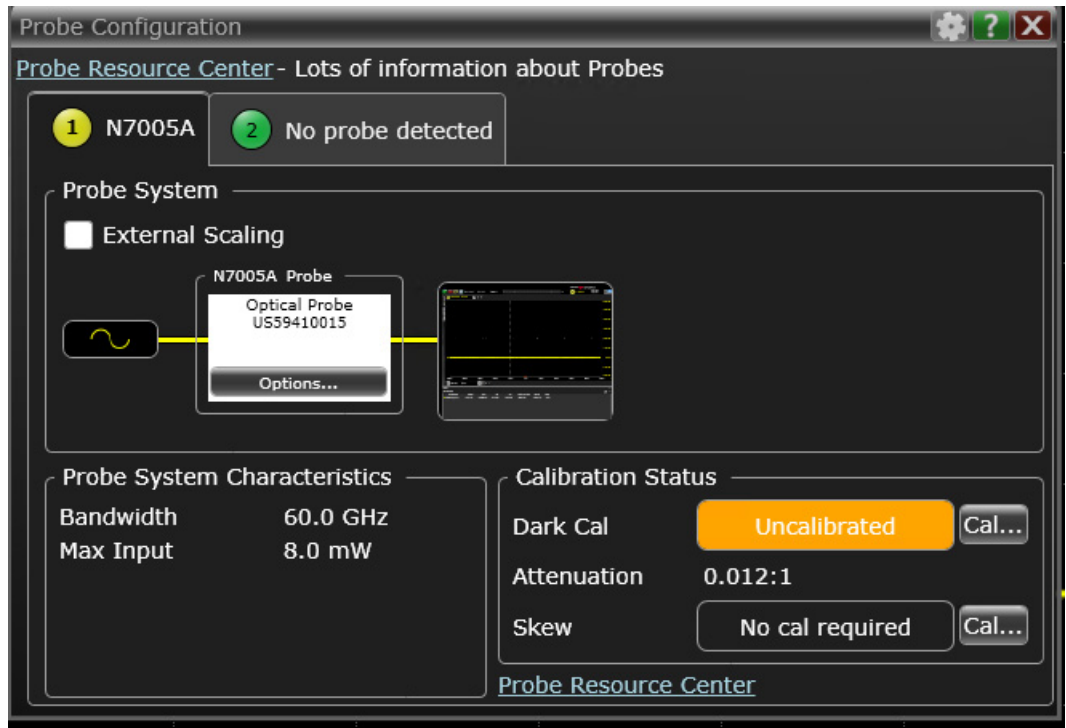 Probe Configuration
?
X
Probe Resource Center - Lots of information about Probes
1 N7005A
2 No probe detected
Probe System
External Scaling
N7005A Probe
Optical Probe
US59410015
Options...
Probe System Characteristics
Bandwidth 60.0 GHz
Max Input 8.0 mW
Calibration Status
Dark Cal Uncalibrated Cal...
Attenuation 0.012:1
Skew No cal required Cal...
Probe Resource Center